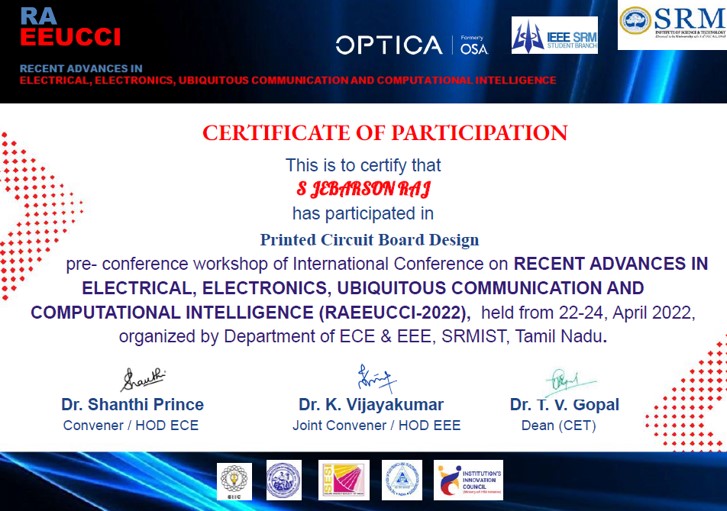 RA
EEUCCI
OPTICA | Formerly OSA
IEEE SRM
STUDENT BRANCH
SRM
INSTITUTE OF SCIENCE & TECHNOLOGY
RECENT ADVANCES IN
ELECTRICAL, ELECTRONICS, UBIQUITOUS COMMUNICATION AND COMPUTATIONAL INTELLIGENCE
CERTIFICATE OF PARTICIPATION
This is to certify that
S JEBARSON RAJ
has participated in
Printed Circuit Board Design
pre- conference workshop of International Conference on RECENT ADVANCES IN
ELECTRICAL, ELECTRONICS, UBIQUITOUS COMMUNICATION AND
COMPUTATIONAL INTELLIGENCE (RAEEUCCI-2022), held from 22-24, April 2022,
organized by Department of ECE & EEE, SRMIST, Tamil Nadu.
Dr. Shanthi Prince
Convener / HOD ECE
Dr. K. Vijayakumar
Joint Convener / HOD EEE
Dr. T. V. Gopal
Dean (CET)
INSTITUTION'S
INNOVATION
COUNCIL